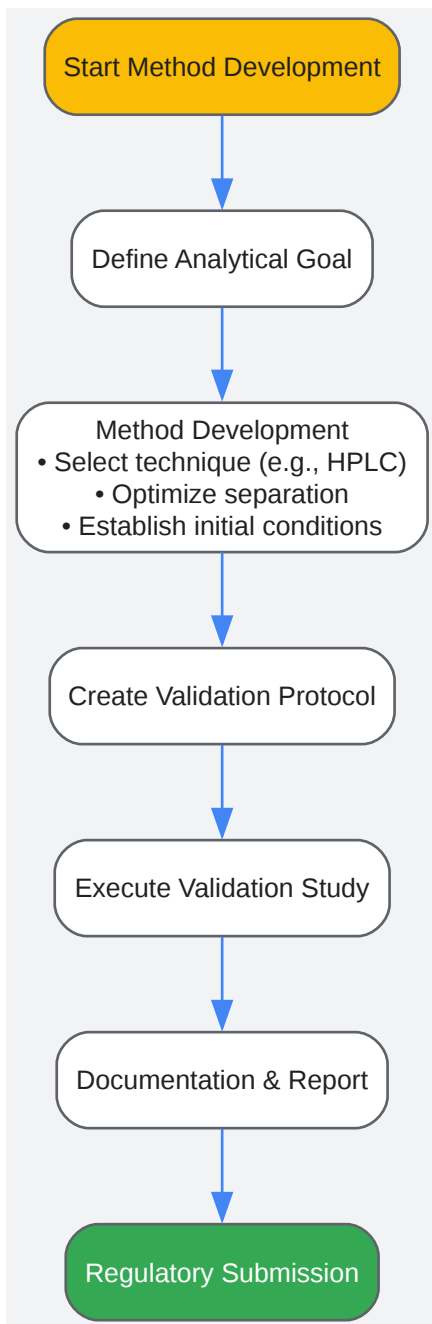 Start Method Development
Define Analytical Goal
Method Development
• Select technique (e.g., HPLC)
• Optimize separation
• Establish initial conditions
Create Validation Protocol
Execute Validation Study
Documentation & Report
Regulatory Submission